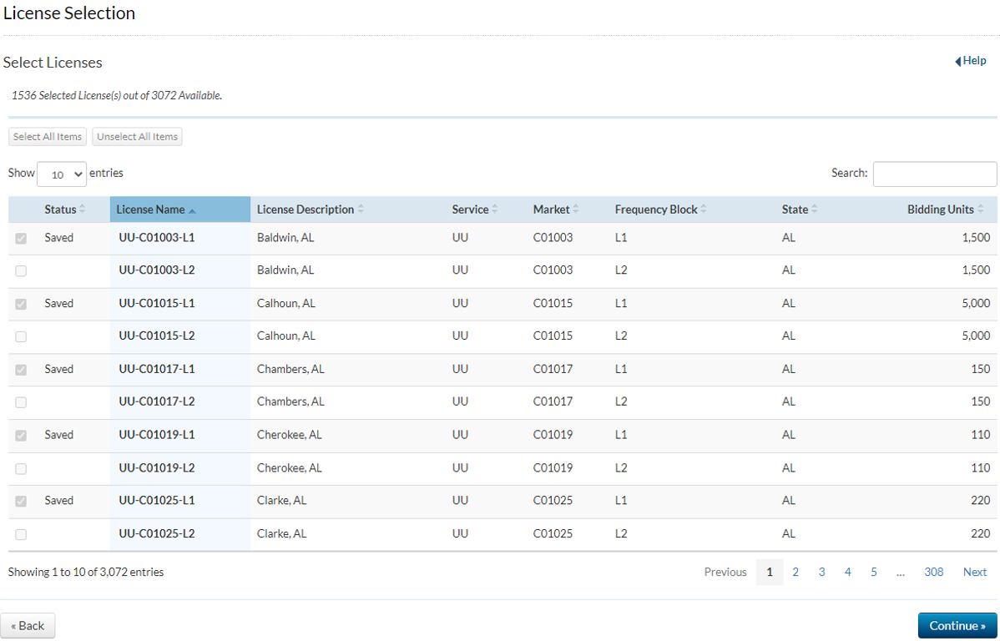 License Selection
Select Licenses
Help
1536 Selected License(s) out of 3072 Available.
Select All Items Unselect All Items
Show 10 entries Search:
Status License Name License Description Service Market Frequency Block State Bidding Units
Saved UU-C01003-L1 Baldwin, AL UU C01003 L1 AL 1,500
UU-C01003-L2 Baldwin, AL UU C01003 L2 AL 1,500
Saved UU-C01015-L1 Calhoun, AL UU C01015 L1 AL 5,000
UU-C01015-L2 Calhoun, AL UU C01015 L2 AL 5,000
Saved UU-C01017-L1 Chambers, AL UU C01017 L1 AL 150
UU-C01017-L2 Chambers, AL UU C01017 L2 AL 150
Saved UU-C01019-L1 Cherokee, AL UU C01019 L1 AL 110
UU-C01019-L2 Cherokee, AL UU C01019 L2 AL 110
Saved UU-C01025-L1 Clarke, AL UU C01025 L1 AL 220
UU-C01025-L2 Clarke, AL UU C01025 L2 AL 220
Showing 1 to 10 of 3,072 entries Previous 1 2 3 4 5 ... 308 Next
« Back Continue »